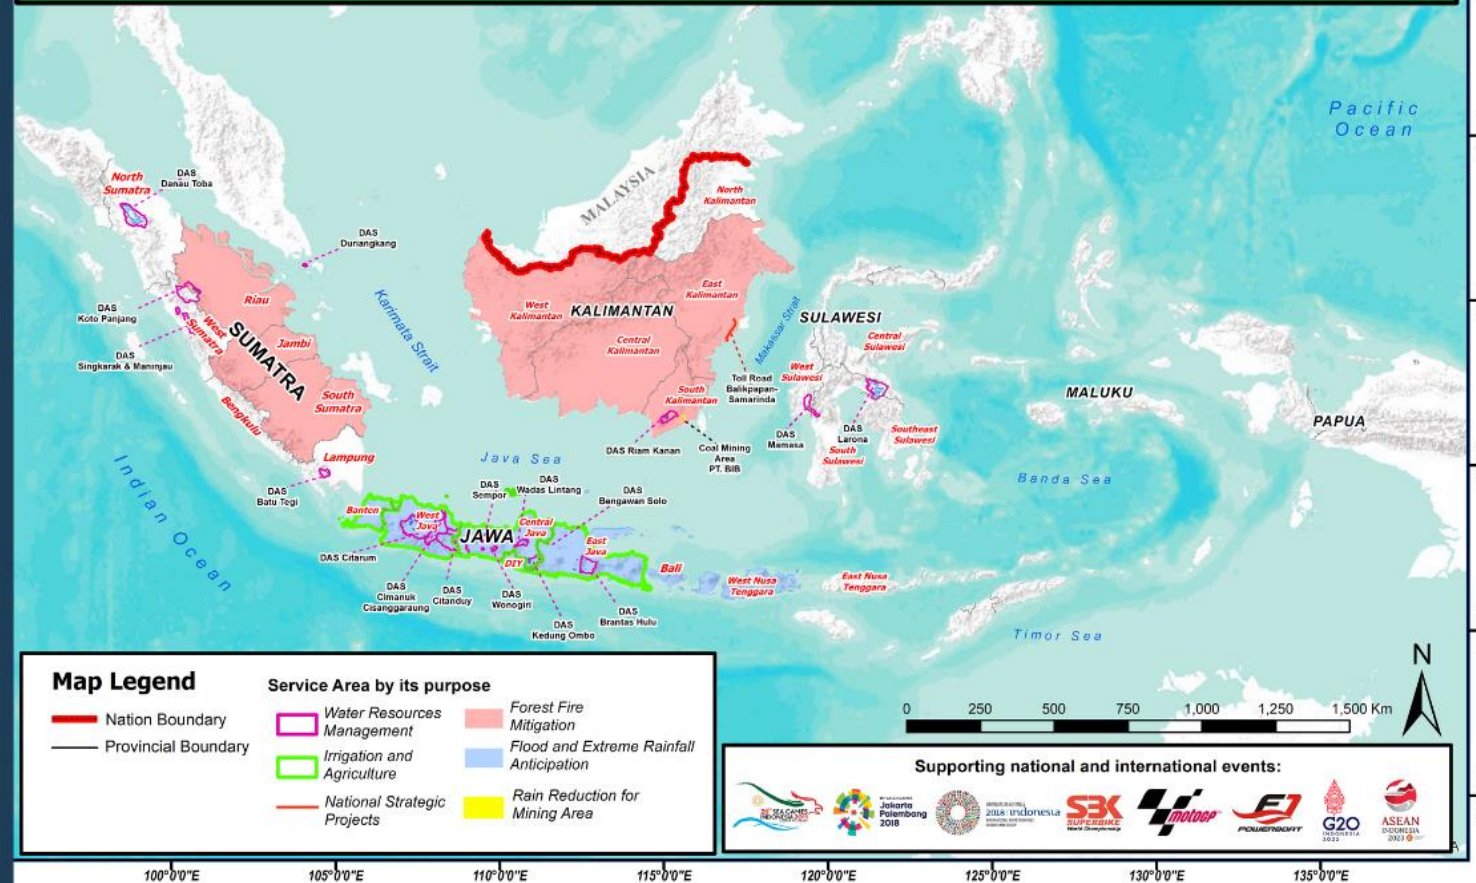 Pacific
Ocean
MALAYSIA
North
Sumatra
DAS
Danau Toba
North
Kalimantan
DAS
Duriangkang
DAS
Koto Panjang
Riau
Karimata Strait
West
Kalimantan
KALIMANTAN
East
Kalimantan
Makassar Strait
SULAWESI
Central
Sulawesi
West
Sumatra
SUMATRA
Jambi
Central
Kalimantan
DAS
Singkarak & Maninjau
Bengkulu
South
Sumatra
South
Kalimantan
Toll Road
Balikpapan-
Samarinda
West
Sulawesi
MALUKU
PAPUA
DAS
Mamasa
DAS
Larona
Southeast
Sulawesi
South
Sulawesi
DAS Riam Kanan
Coal Mining
Area
PT. BIB
Lampung
DAS
Batu Tegi
Java Sea
Banda Sea
Indian Ocean
DAS
Sempor
DAS
Wadas Lintang
DAS
Bengawan Solo
Banten
West
Java
JAWA
Central
Java
East
Java
DIY
Bali
West Nusa
Tenggara
East Nusa
Tenggara
DAS Citarum
DAS
Cimanuk
Cisanggaraung
DAS
Citanduy
DAS
Wonogiri
DAS
Kedung Ombo
DAS
Brantas Hulu
Timor Sea
N
0 250 500 750 1,000 1,250 1,500 Km
Map Legend
Nation Boundary
Provincial Boundary
Service Area by its purpose
Water Resources
Management
Irrigation and
Agriculture
National Strategic
Projects
Forest Fire
Mitigation
Flood and Extreme Rainfall
Anticipation
Rain Reduction for
Mining Area
Supporting national and international events:
SEA GAMES
Jakarta
Palembang
2018
2018 indonesia
SBK
SUPERBIKE
World Championship
motogp
F1
POWERBOAT
G20
INDONESIA
2022
ASEAN
INDONESIA
2023
100°0'0"E 105°0'0"E 110°0'0"E 115°0'0"E 120°0'0"E 125°0'0"E 130°0'0"E 135°0'0"E